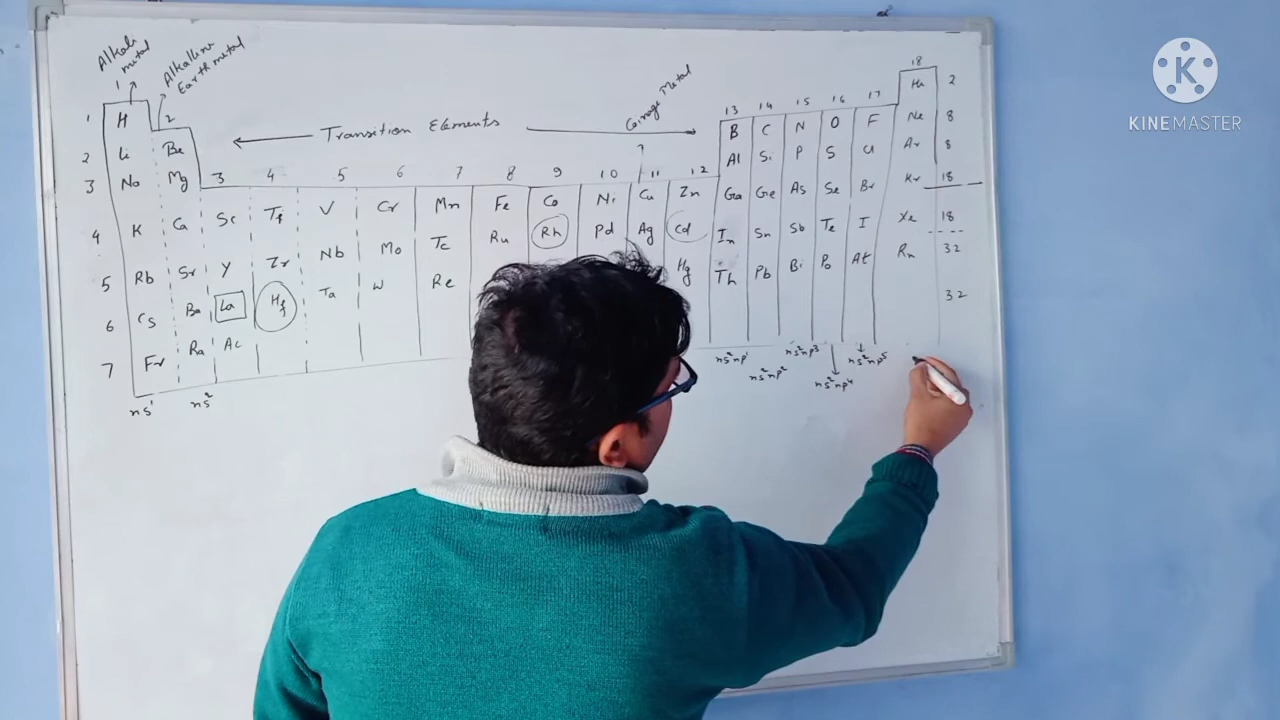 KINEMASTER
Alkali metal
Alkaline Earth metal
Transition Elements
Coinage Metal
18
1 2 13 14 15 16 17
3 4 5 6 7 8 9 10 11 12
1 H He 2
2 Li Be B C N O F Ne 8
3 Na Mg Al Si P S Cl Ar 8
4 K Ca Sc Ti V Cr Mn Fe Co Ni Cu Zn Ga Ge As Se Br Kr 18
5 Rb Sr Y Zr Nb Mo Tc Ru Rh Pd Ag Cd In Sn Sb Te I Xe 18
6 Cs Ba La Hf Ta W Re Hg Th Pb Bi Po At Rn 32
7 Fr Ra Ac 32
ns¹ ns² ns²np¹ ns²np² ns²np³ ns²np⁴ ns²np⁵